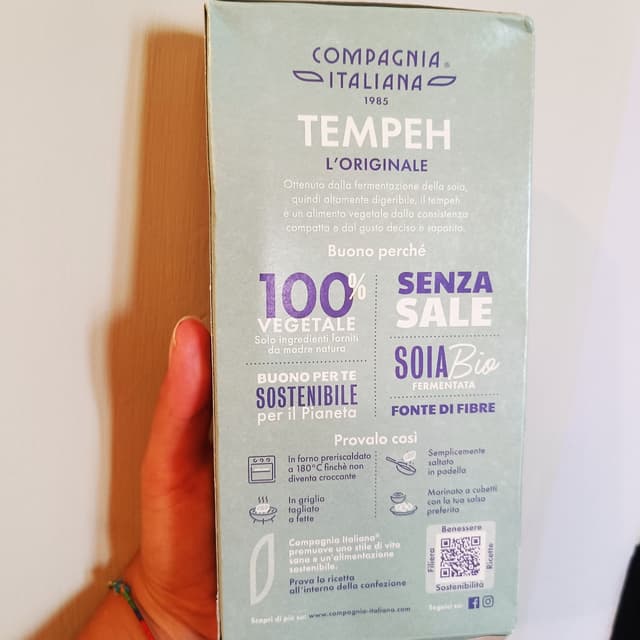 COMPAGNIA
ITALIANA®
1985
TEMPEH
L'ORIGINALE
Ottenuto dalla fermentazione della soia,
quindi altamente digeribile, il tempeh
è un alimento vegetale dalla consistenza
compatta e dal gusto deciso e saporito.
Buono perché
100%
VEGETALE
Solo ingredienti forniti
da madre natura
SENZA
SALE
BUONO PER TE
SOSTENIBILE
per il Pianeta
SOIA Bio
FERMENTATA
FONTE DI FIBRE
Provalo così
In forno preriscaldato
a 180°C finchè non
diventa croccante
Semplicemente
saltato
in padella
In griglia
tagliato
a fette
Marinato a cubetti
con la tua salsa
preferita
Compagnia Italiana®
promuove uno stile di vita
sano e un'alimentazione
sostenibile.
Prova la ricetta
all'interno della confezione
Benessere
Filiera
Ricette
Sostenibilità
Scopri di più su: www.compagnia-italiana.com
Seguici su: